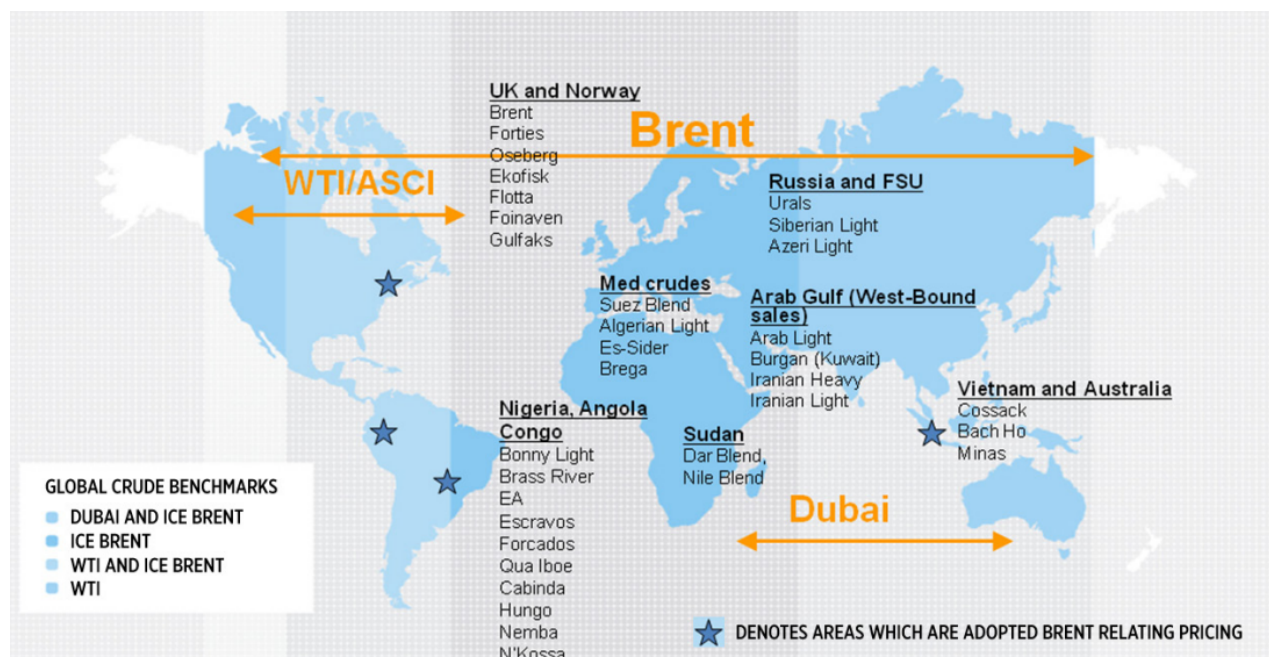 UK and Norway
Brent
Forties
Oseberg
Ekofisk
Flotta
Foinaven
Gulfaks
Brent
WTI/ASCI
Russia and FSU
Urals
Siberian Light
Azeri Light
Med crudes
Suez Blend
Algerian Light
Es-Sider
Brega
Arab Gulf (West-Bound
sales)
Arab Light
Burgan (Kuwait)
Iranian Heavy
Iranian Light
Vietnam and Australia
Cossack
Bach Ho
Minas
Nigeria, Angola
Congo
Bonny Light
Brass River
EA
Escravos
Forcados
Qua Iboe
Cabinda
Hungo
Nemba
N'Kossa
Sudan
Dar Blend,
Nile Blend
Dubai
GLOBAL CRUDE BENCHMARKS
DUBAI AND ICE BRENT
ICE BRENT
WTI AND ICE BRENT
WTI
DENOTES AREAS WHICH ARE ADOPTED BRENT RELATING PRICING